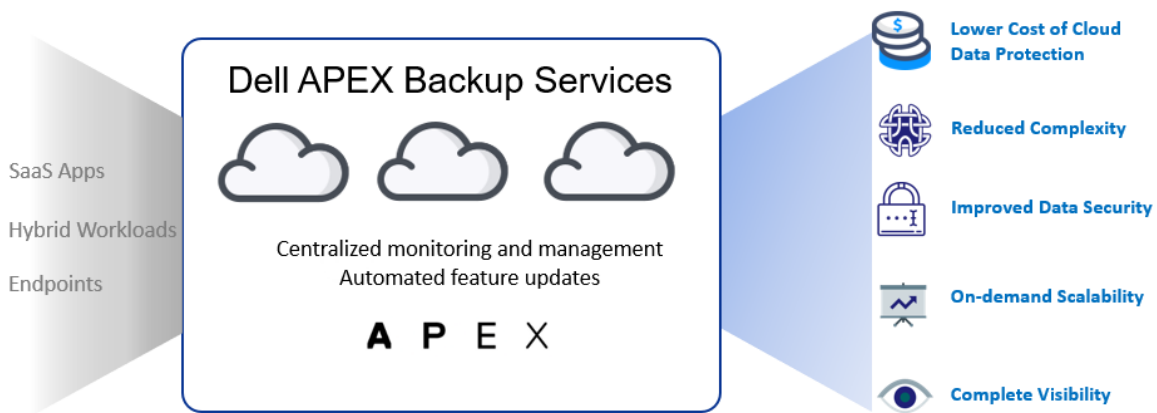 SaaS Apps
Hybrid Workloads
Endpoints
Dell APEX Backup Services
Centralized monitoring and management
Automated feature updates
A P E X
$
Lower Cost of Cloud
Data Protection
Reduced Complexity
Improved Data Security
On-demand Scalability
Complete Visibility